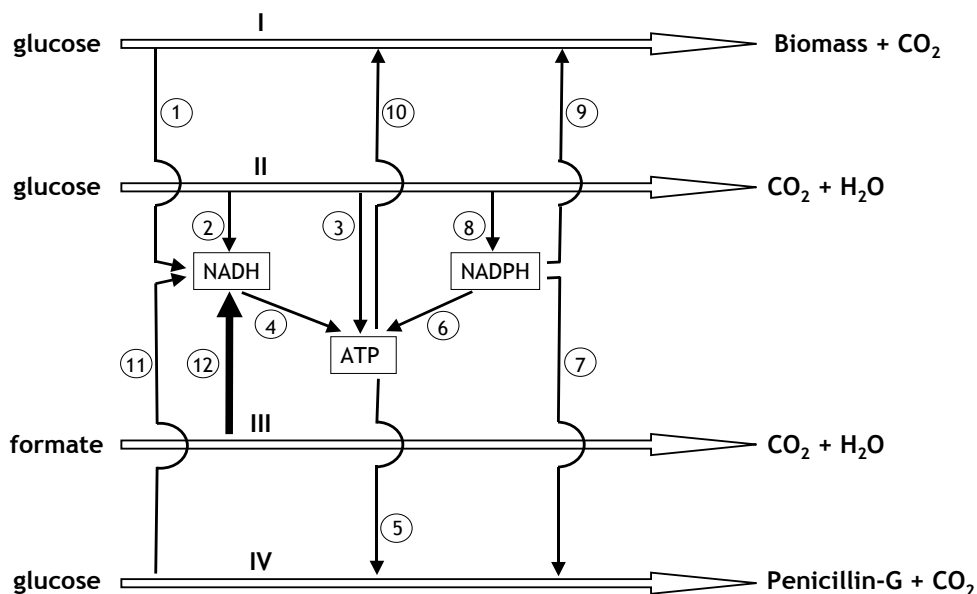 I
glucose Biomass + CO₂
1 10 9
II
glucose CO₂ + H₂O
2 3 8
NADH NADPH
4 6
ATP
11 12 7
III
formate CO₂ + H₂O
5
IV
glucose Penicillin-G + CO₂